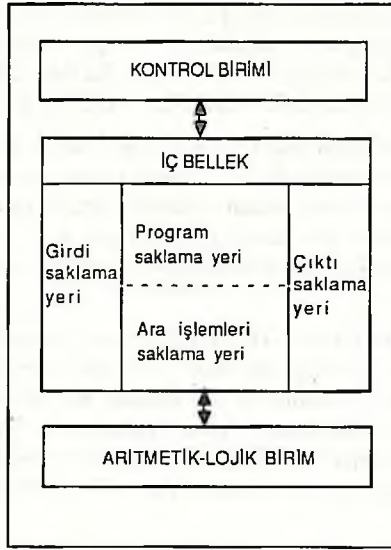 KONTROL BİRİMİ
İÇ BELLEK
Girdi
saklama
yeri
Program
saklama yeri
Ara işlemleri
saklama yeri
Çıktı
saklama
yeri
ARİTMETİK-LOJİK BİRİM